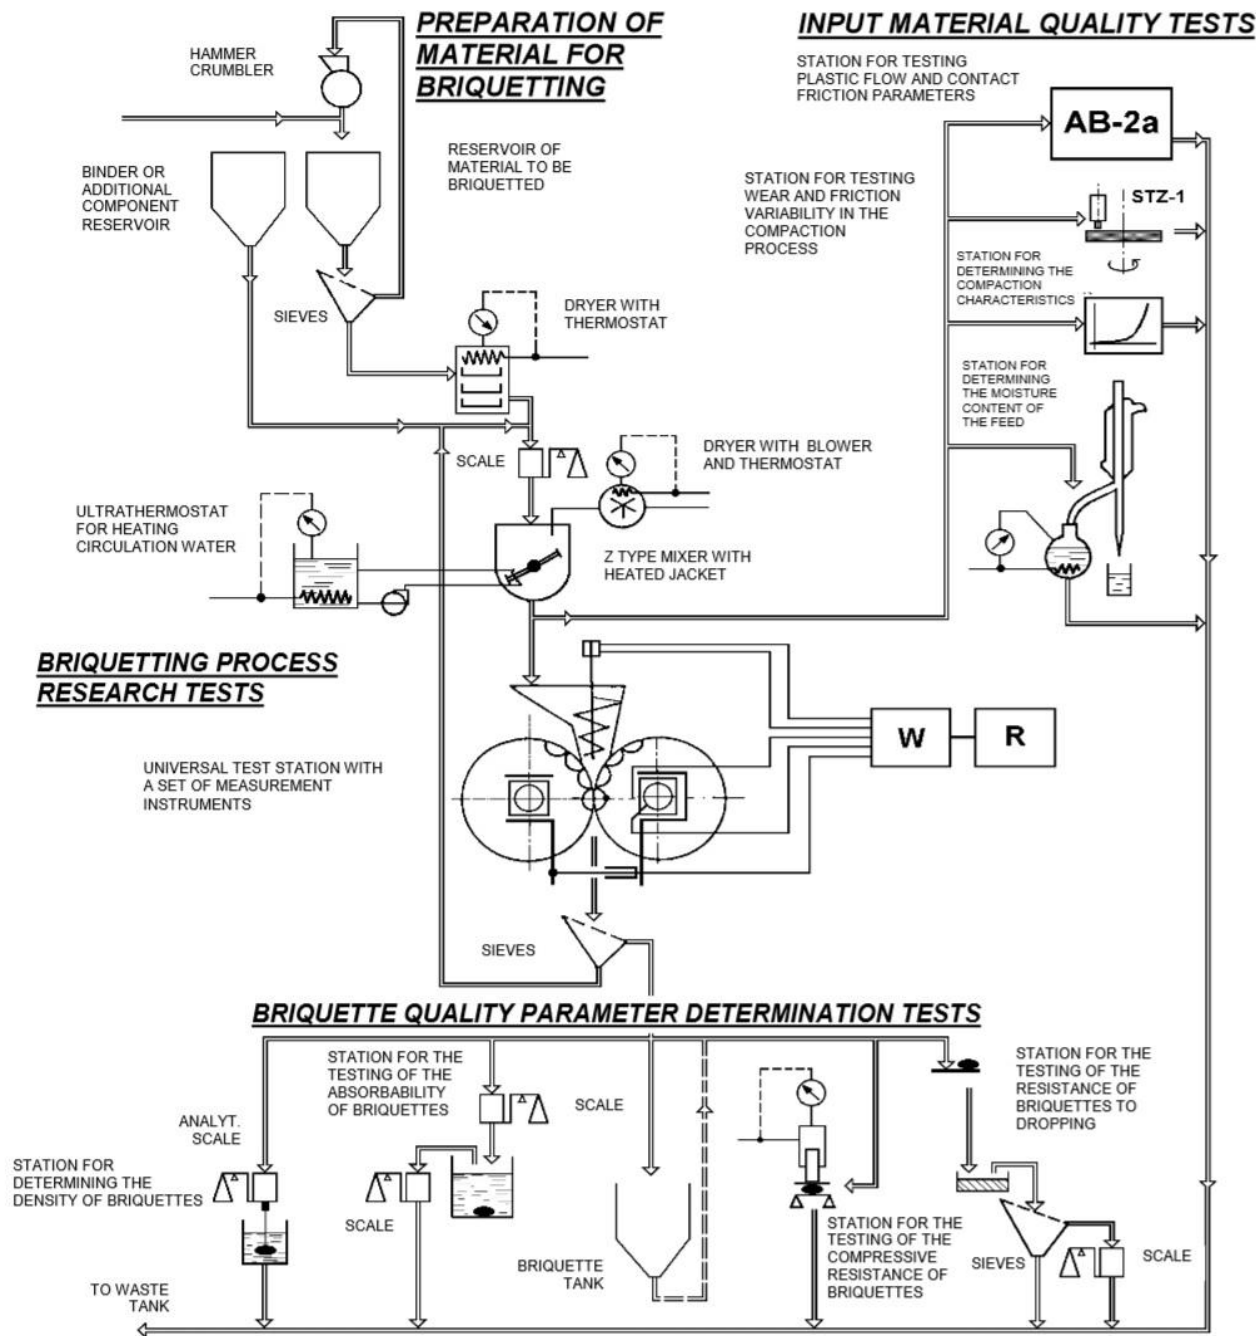 PREPARATION OF
MATERIAL FOR
BRIQUETTING
INPUT MATERIAL QUALITY TESTS
HAMMER
CRUMBLER
STATION FOR TESTING
PLASTIC FLOW AND CONTACT
FRICTION PARAMETERS
AB-2a
BINDER OR
ADDITIONAL
COMPONENT
RESERVOIR
RESERVOIR OF
MATERIAL TO BE
BRIQUETTED
STATION FOR TESTING
WEAR AND FRICTION
VARIABILITY IN THE
COMPACTION
PROCESS
STZ-1
STATION FOR
DETERMINING THE
COMPACTION
CHARACTERISTICS
SIEVES
DRYER WITH
THERMOSTAT
STATION FOR
DETERMINING
THE MOISTURE
CONTENT OF
THE FEED
SCALE
DRYER WITH BLOWER
AND THERMOSTAT
ULTRATHERMOSTAT
FOR HEATING
CIRCULATION WATER
Z TYPE MIXER WITH
HEATED JACKET
BRIQUETTING PROCESS
RESEARCH TESTS
W
R
UNIVERSAL TEST STATION WITH
A SET OF MEASUREMENT
INSTRUMENTS
SIEVES
BRIQUETTE QUALITY PARAMETER DETERMINATION TESTS
STATION FOR THE
TESTING OF THE
ABSORBABILITY
OF BRIQUETTES
SCALE
STATION FOR THE
TESTING OF THE
RESISTANCE OF
BRIQUETTES TO
DROPPING
ANALYT.
SCALE
STATION FOR
DETERMINING THE
DENSITY OF BRIQUETTES
SCALE
BRIQUETTE
TANK
STATION FOR THE
TESTING OF THE
COMPRESSIVE
RESISTANCE OF
BRIQUETTES
SIEVES
SCALE
TO WASTE
TANK